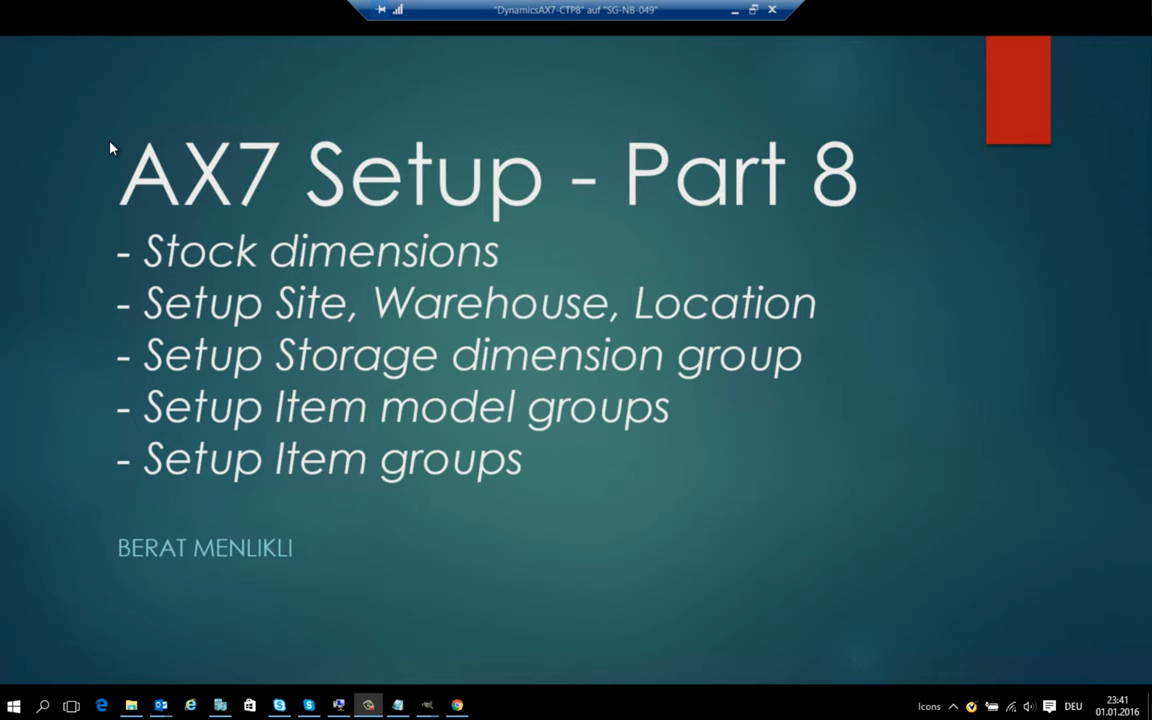 "DynamicsAX7-CTP8" auf "SG-NB-049"
AX7 Setup - Part 8
- Stock dimensions
- Setup Site, Warehouse, Location
- Setup Storage dimension group
- Setup Item model groups
- Setup Item groups
BERAT MENLIKLI
Icons
DEU
23:41
01.01.2016